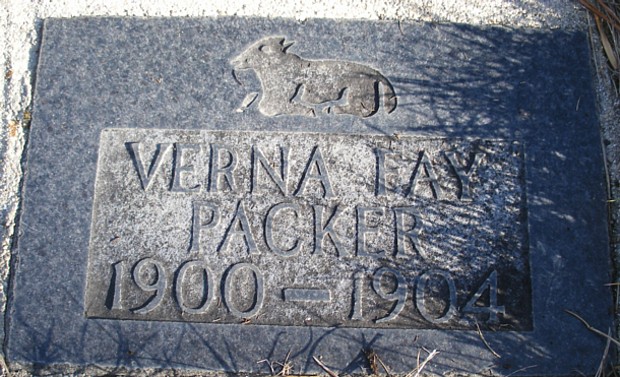 VERNA FAY
PACKER
1900 – 1904